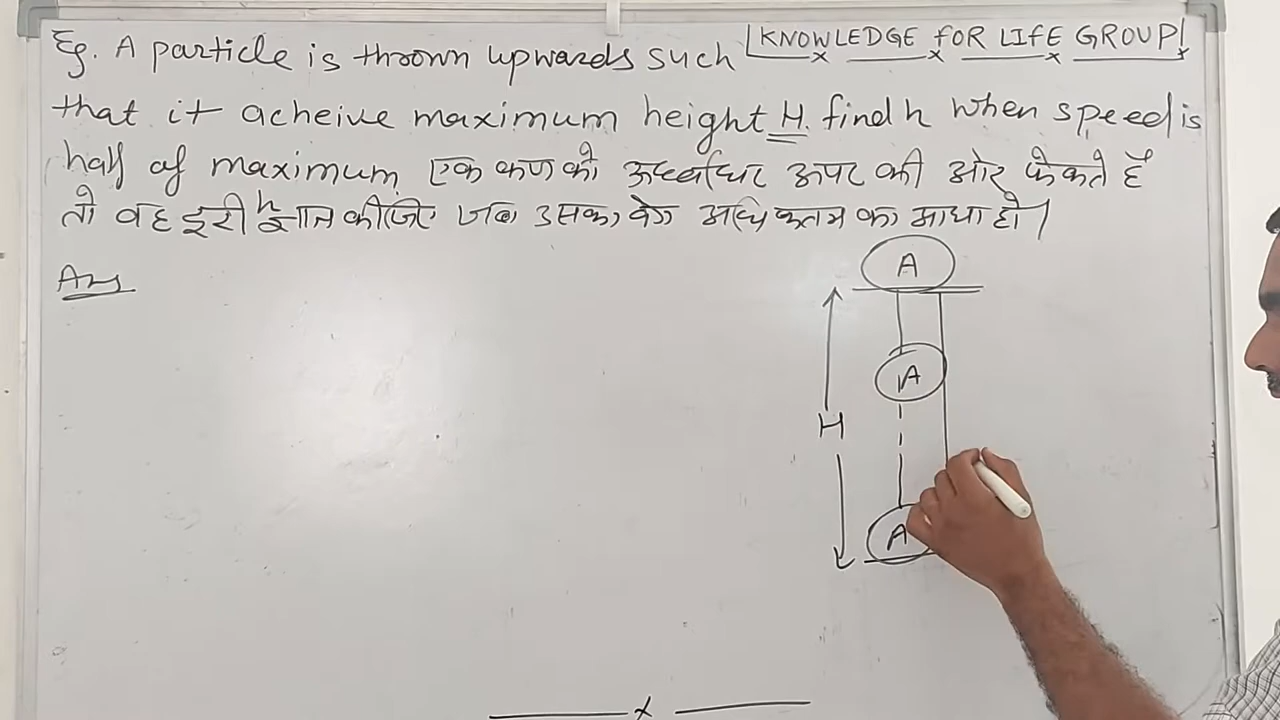 Eg. A particle is thrown upwards such
KNOWLEDGE FOR LIFE GROUP
that it acheive maximum height H. find h when speed is
half of maximum एक कण को ऊर्ध्वाधर ऊपर की ओर फेंकते हैं
तो वह दूरी h ज्ञात कीजिए जब उसका वेग अधिकतम का आधा हो।
Ans
A
A
H
A